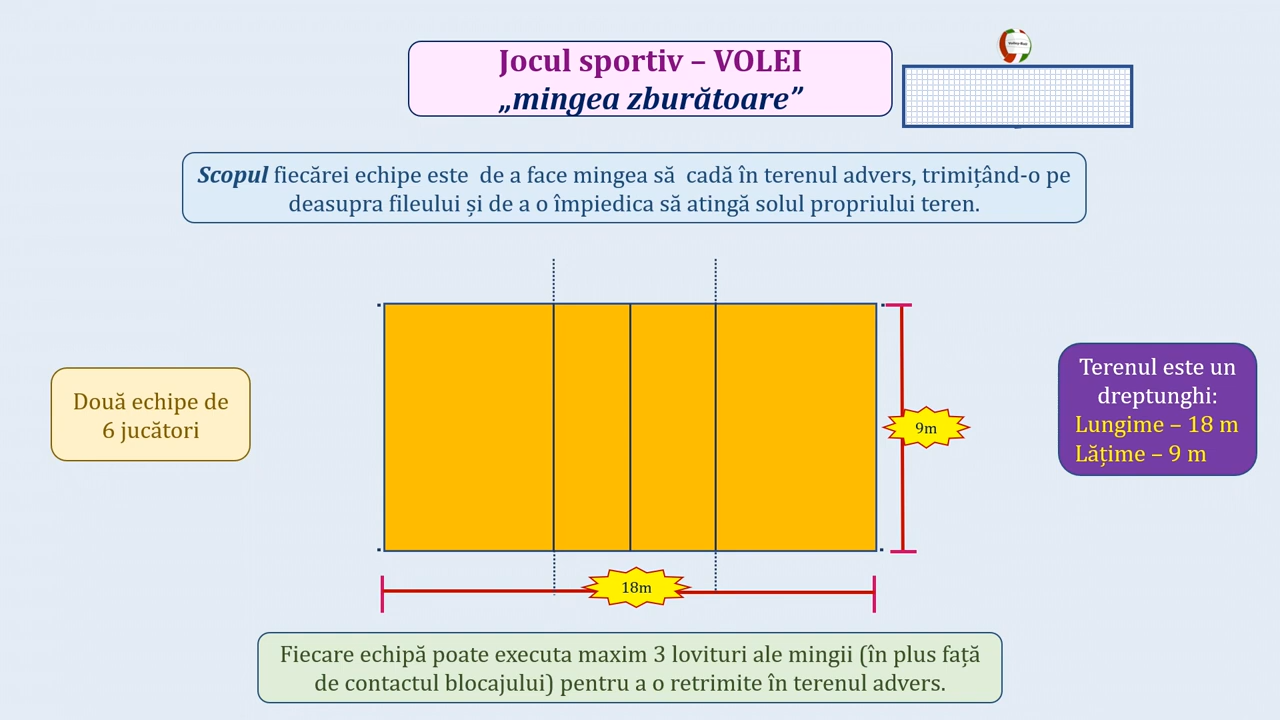 Jocul sportiv – VOLEI
„mingea zburătoare”
Scopul fiecărei echipe este de a face mingea să cadă în terenul advers, trimițând-o pe
deasupra fileului și de a o împiedica să atingă solul propriului teren.
Două echipe de
6 jucători
9m
Terenul este un
dreptunghi:
Lungime – 18 m
Lățime – 9 m
18m
Fiecare echipă poate executa maxim 3 lovituri ale mingii (în plus față
de contactul blocajului) pentru a o retrimite în terenul advers.